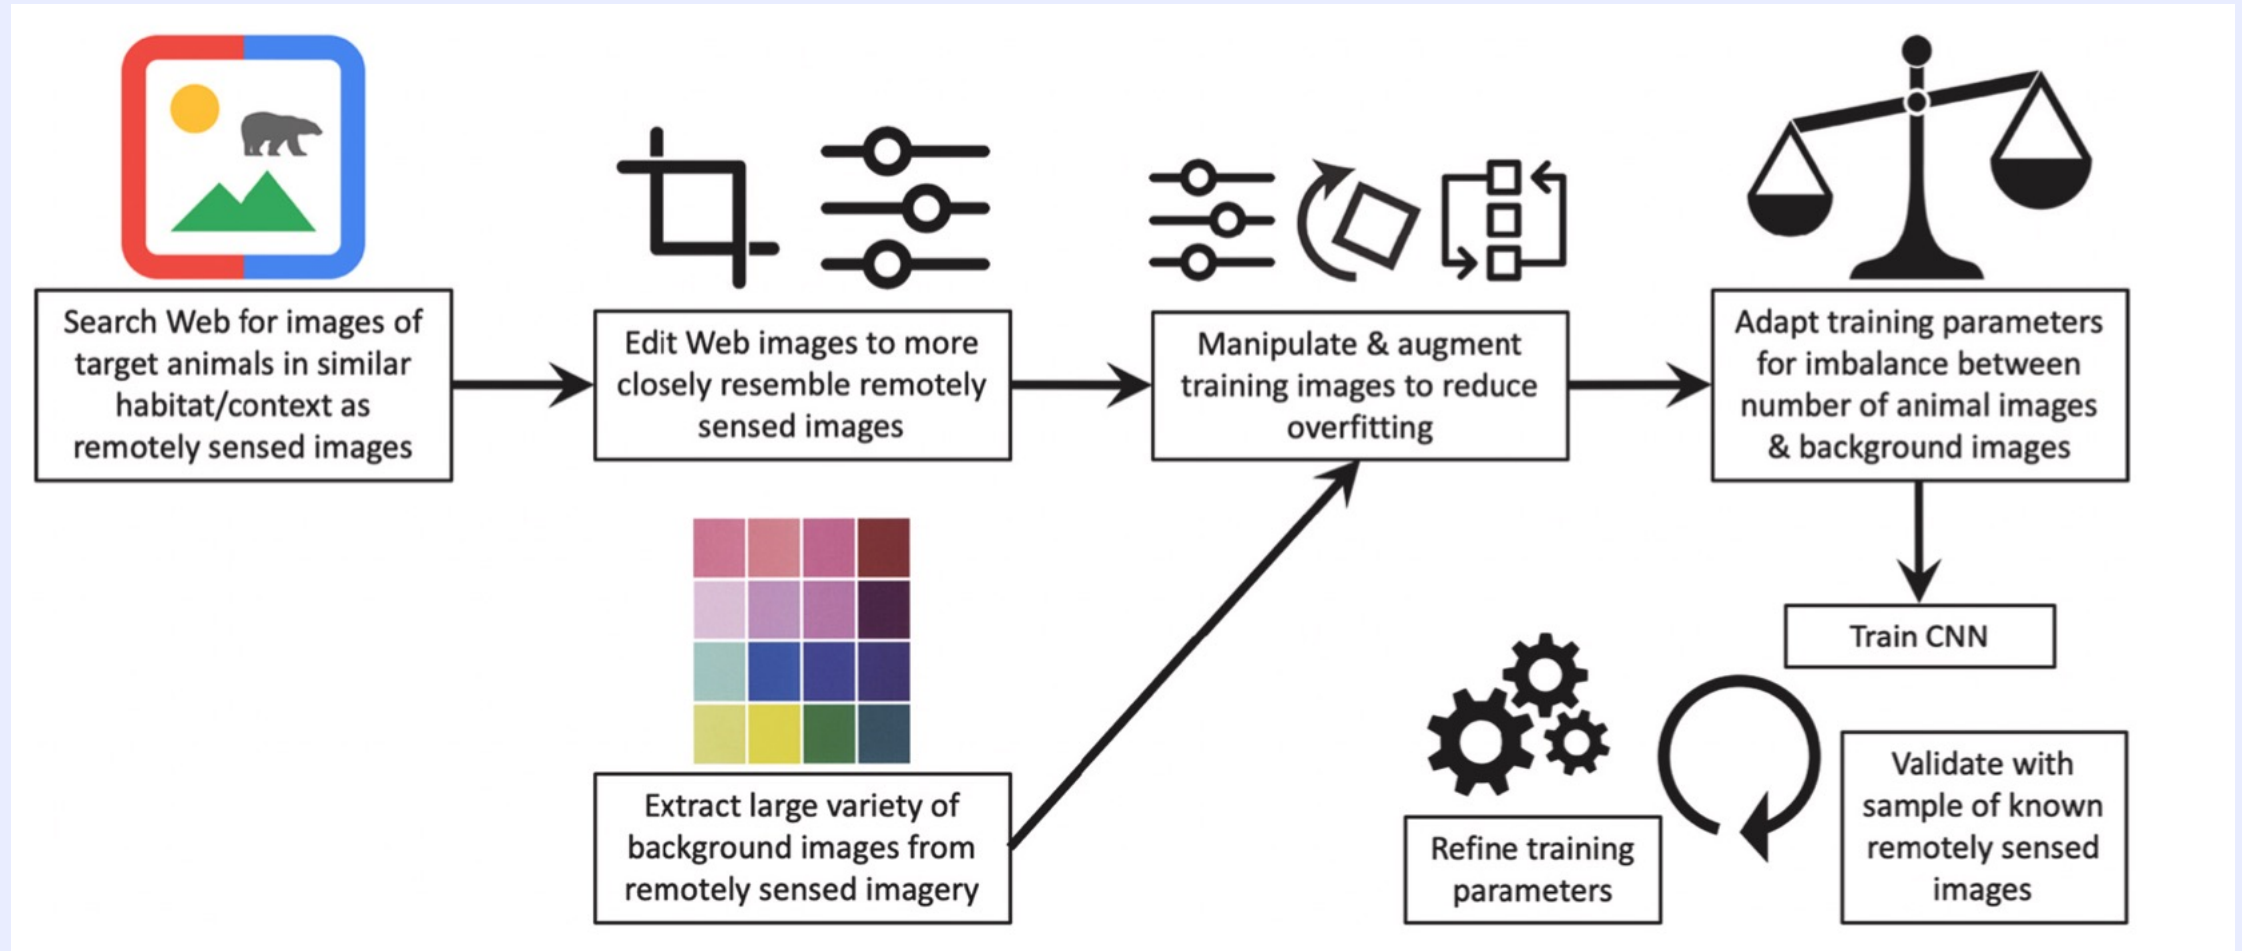 Search Web for images of
target animals in similar
habitat/context as
remotely sensed images
Edit Web images to more
closely resemble remotely
sensed images
Manipulate & augment
training images to reduce
overfitting
Adapt training parameters
for imbalance between
number of animal images
& background images
Extract large variety of
background images from
remotely sensed imagery
Train CNN
Validate with
sample of known
remotely sensed
images
Refine training
parameters